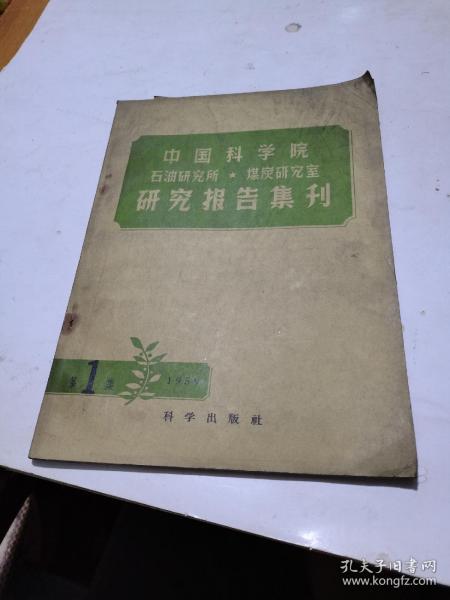 中国科学院
石油研究所 ★ 煤炭研究室
研究报告集刊
第 1 集
科学出版社
孔夫子旧书网
www.kongfz.com